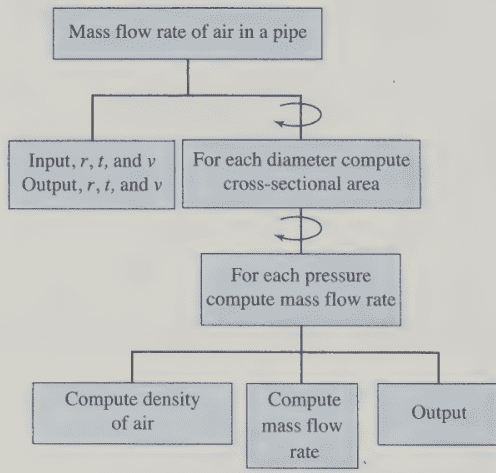 Mass flow rate of air in a pipe
Input, r, t, and v
Output, r, t, and v
For each diameter compute
cross-sectional area
For each pressure
compute mass flow rate
Compute density
of air
Compute
mass flow
rate
Output